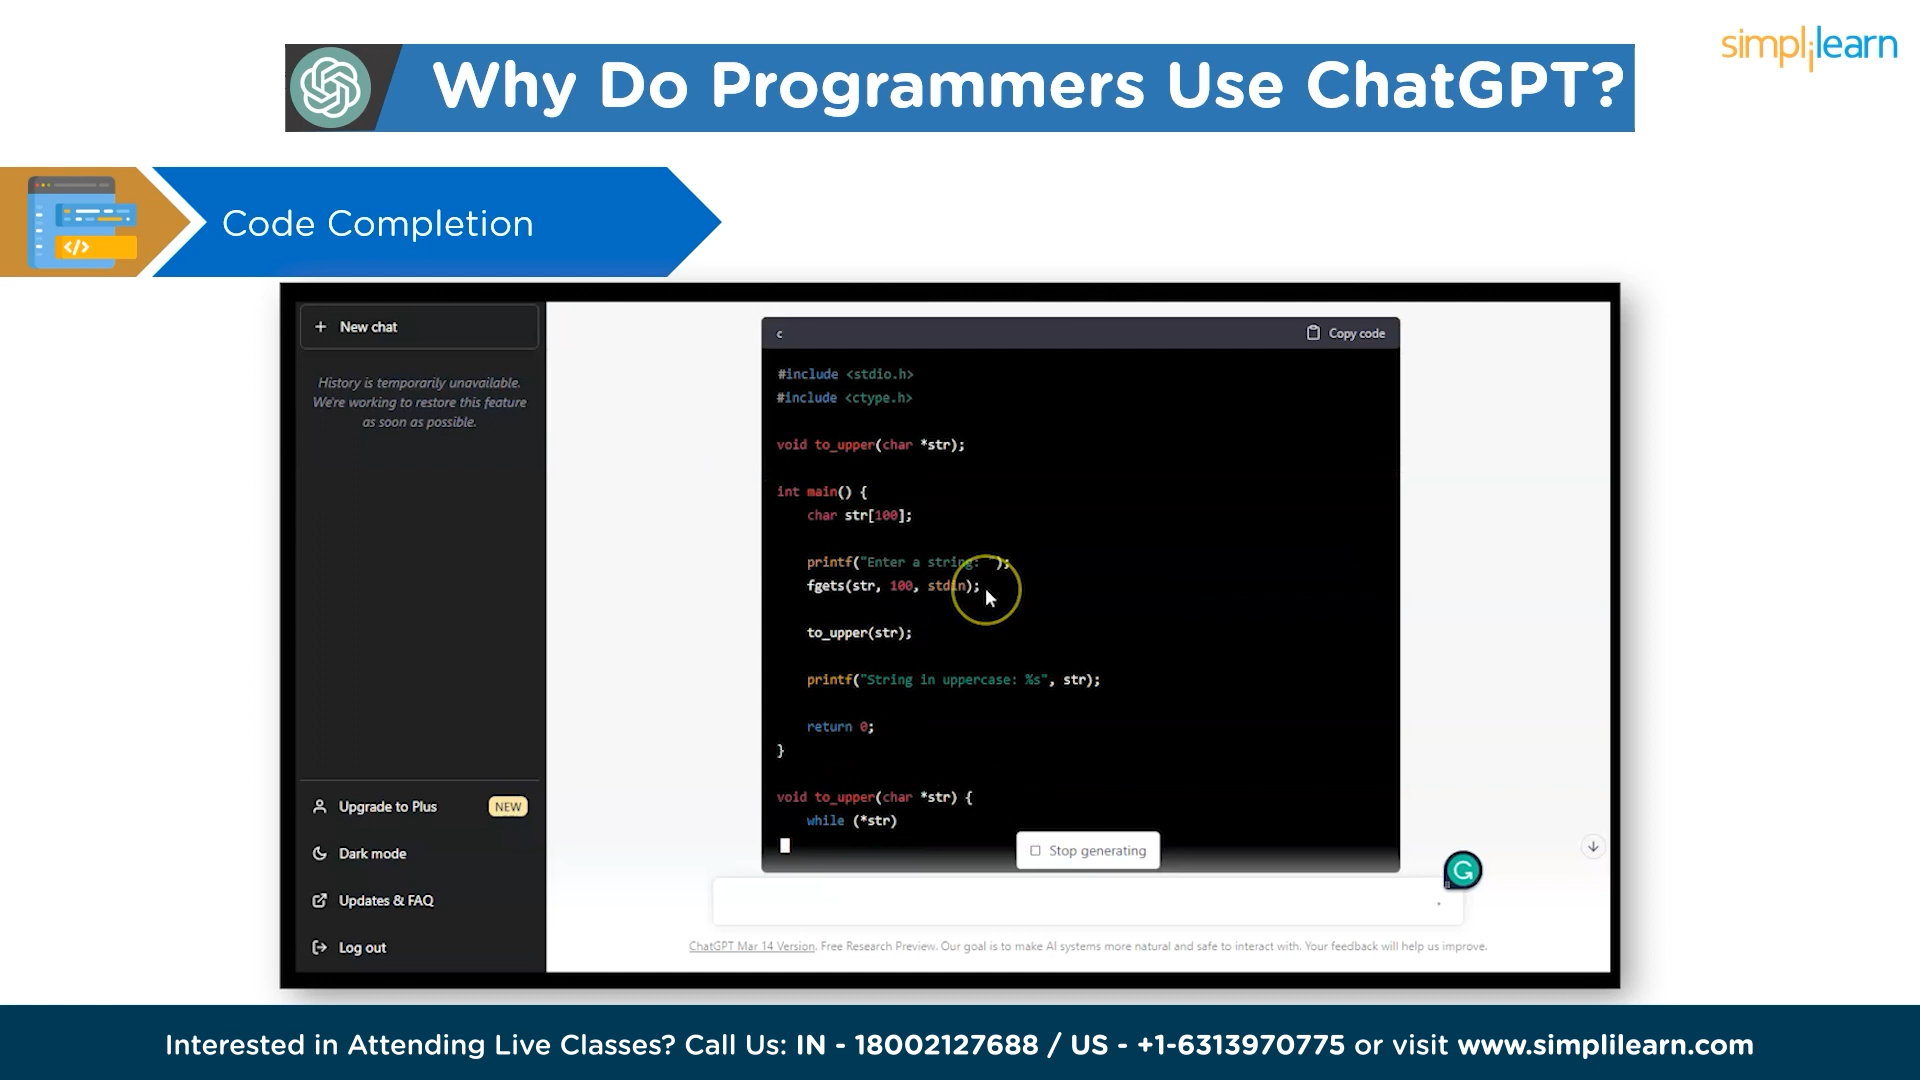 simplilearn
Why Do Programmers Use ChatGPT?
</>
Code Completion
+ New chat
History is temporarily unavailable.
We're working to restore this feature
as soon as possible.
Upgrade to Plus NEW
Dark mode
Updates & FAQ
Log out
c Copy code
#include <stdio.h>
#include <ctype.h>
void to_upper(char *str);
int main() {
    char str[100];
    printf("Enter a string: ");
    fgets(str, 100, stdin);
    to_upper(str);
    printf("String in uppercase: %s", str);
    return 0;
}
void to_upper(char *str) {
    while (*str)
Stop generating
G
ChatGPT Mar 14 Version. Free Research Preview. Our goal is to make AI systems more natural and safe to interact with. Your feedback will help us improve.
Interested in Attending Live Classes? Call Us: IN - 18002127688 / US - +1-6313970775 or visit www.simplilearn.com